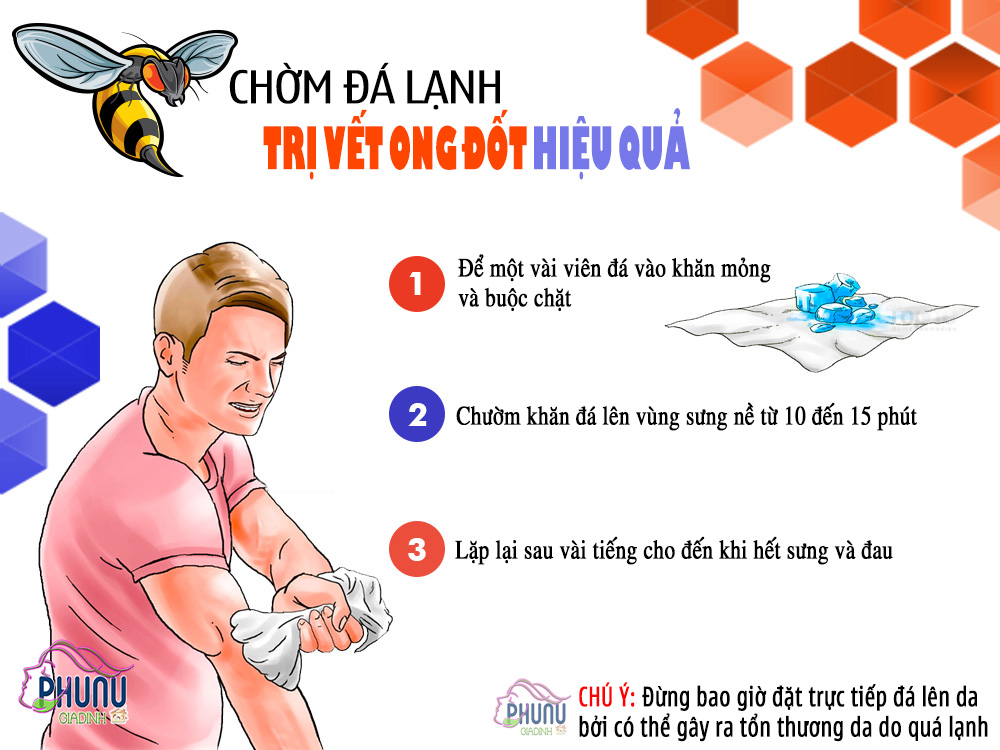 CHỜM ĐÁ LẠNH
TRỊ VẾT ONG ĐỐT HIỆU QUẢ
1
Để một vài viên đá vào khăn mỏng
và buộc chặt
2
Chườm khăn đá lên vùng sưng nề từ 10 đến 15 phút
3
Lặp lại sau vài tiếng cho đến khi hết sưng và đau
PHUNU
GIADINH
PHUNU
GIADINH
CHÚ Ý: Đừng bao giờ đặt trực tiếp đá lên da
bởi có thể gây ra tổn thương da do quá lạnh